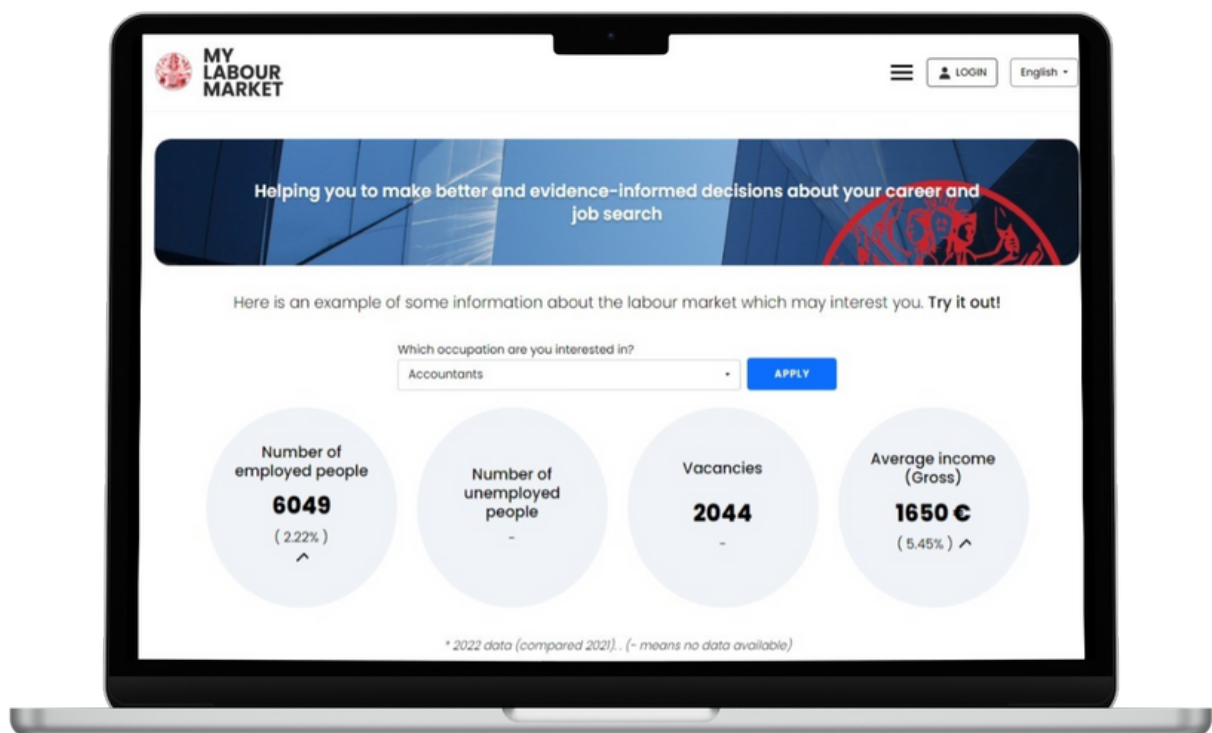 MY
LABOUR
MARKET
LOGIN
English
Helping you to make better and evidence-informed decisions about your career and
job search
Here is an example of some information about the labour market which may interest you. Try it out!
Which occupation are you interested in?
Accountants
APPLY
Number of
employed people
6049
( 2.22% )
Number of
unemployed
people
-
Vacancies
2044
-
Average income
(Gross)
1650 €
( 5.45% )
* 2022 data (compared 2021). . (- means no data available)